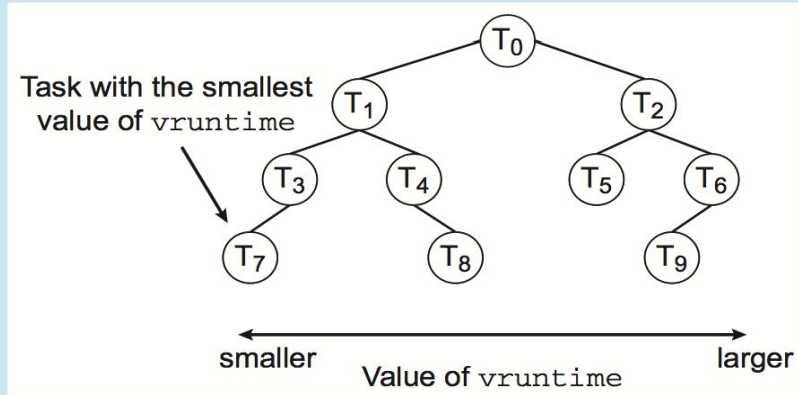 T0
Task with the smallest
value of vruntime
T1
T2
T3
T4
T5
T6
T7
T8
T9
smaller
larger
Value of vruntime